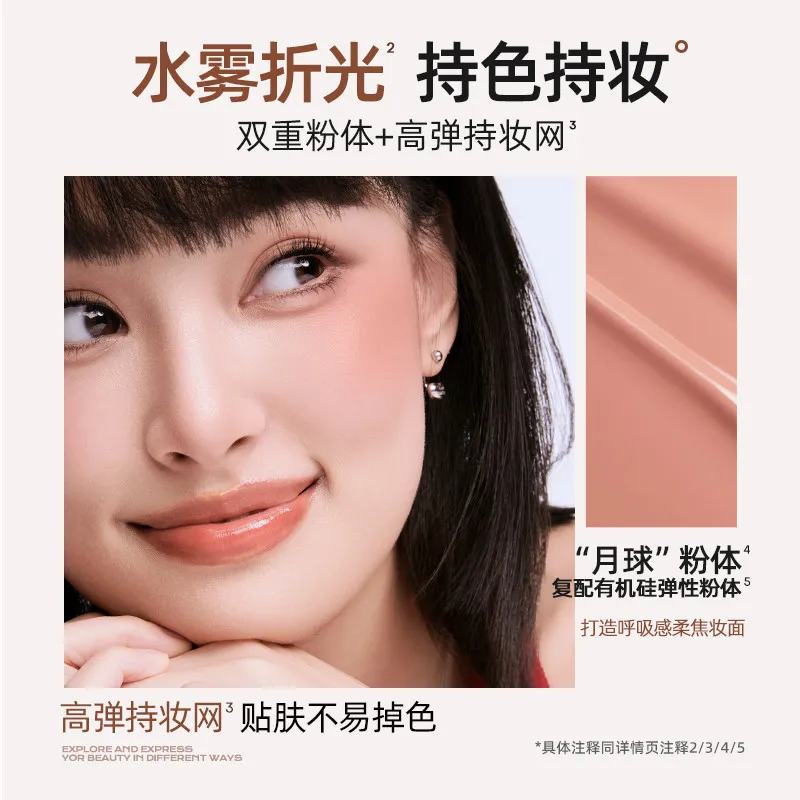 水雾折光² 持色持妆°
双重粉体+高弹持妆网³
“月球”粉体⁴
复配有机硅弹性粉体⁵
打造呼吸感柔焦妆面
高弹持妆网³ 贴肤不易掉色
EXPLORE AND EXPRESS
YOR BEAUTY IN DIFFERENT WAYS
*具体注释同详情页注释2/3/4/5